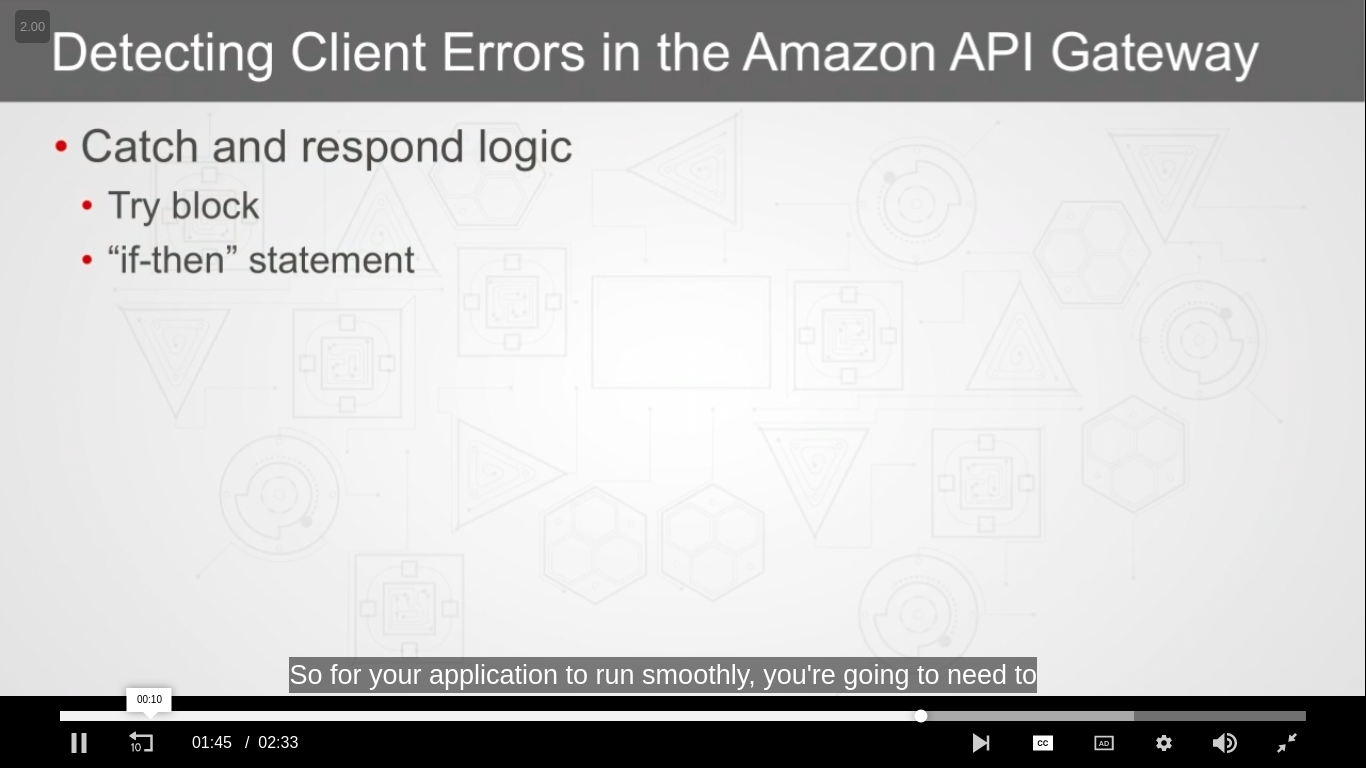 2.00
Detecting Client Errors in the Amazon API Gateway
• Catch and respond logic
• Try block
• “if-then” statement
So for your application to run smoothly, you're going to need to
00:10
10
01:45 / 02:33
CC
AD